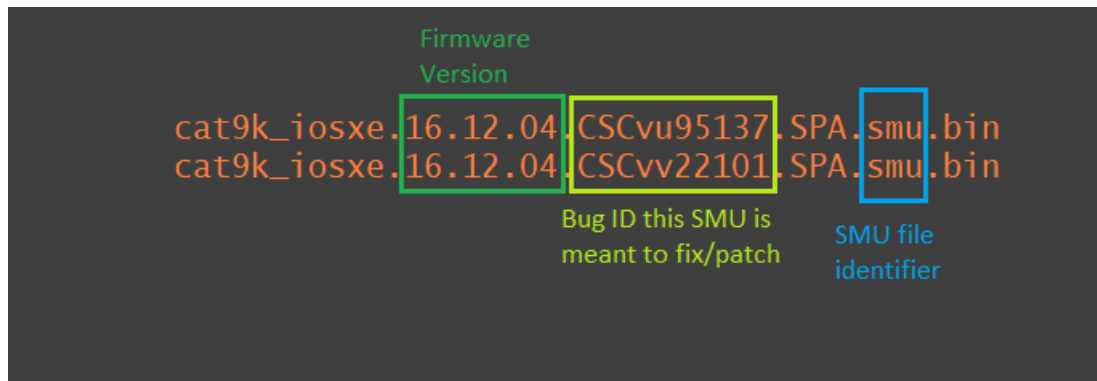 Firmware
Version
cat9k_iosxe.16.12.04.CSCvu95137.SPA.smu.bin
cat9k_iosxe.16.12.04.CSCvv22101.SPA.smu.bin
Bug ID this SMU is
meant to fix/patch
SMU file
identifier